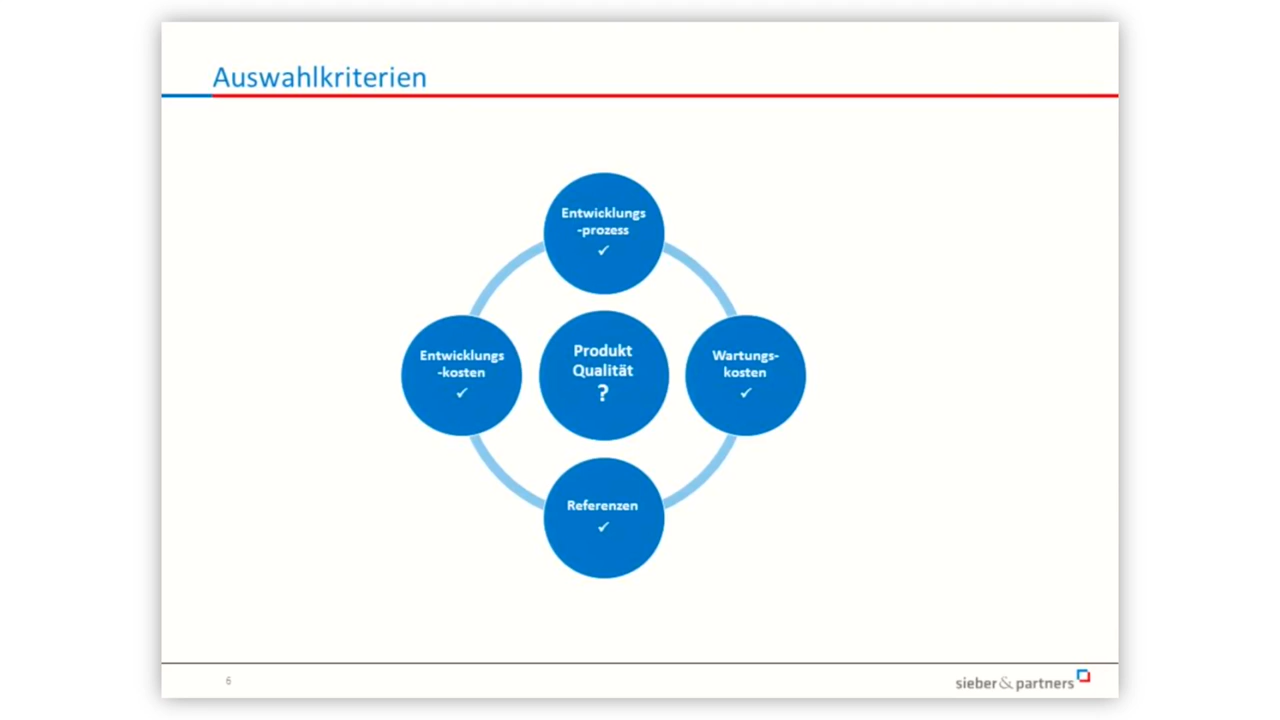 Auswahlkriterien
Entwicklungs
-prozess
✓
Entwicklungs
-kosten
✓
Produkt
Qualität
?
Wartungs-
kosten
✓
Referenzen
✓
6
sieber & partners